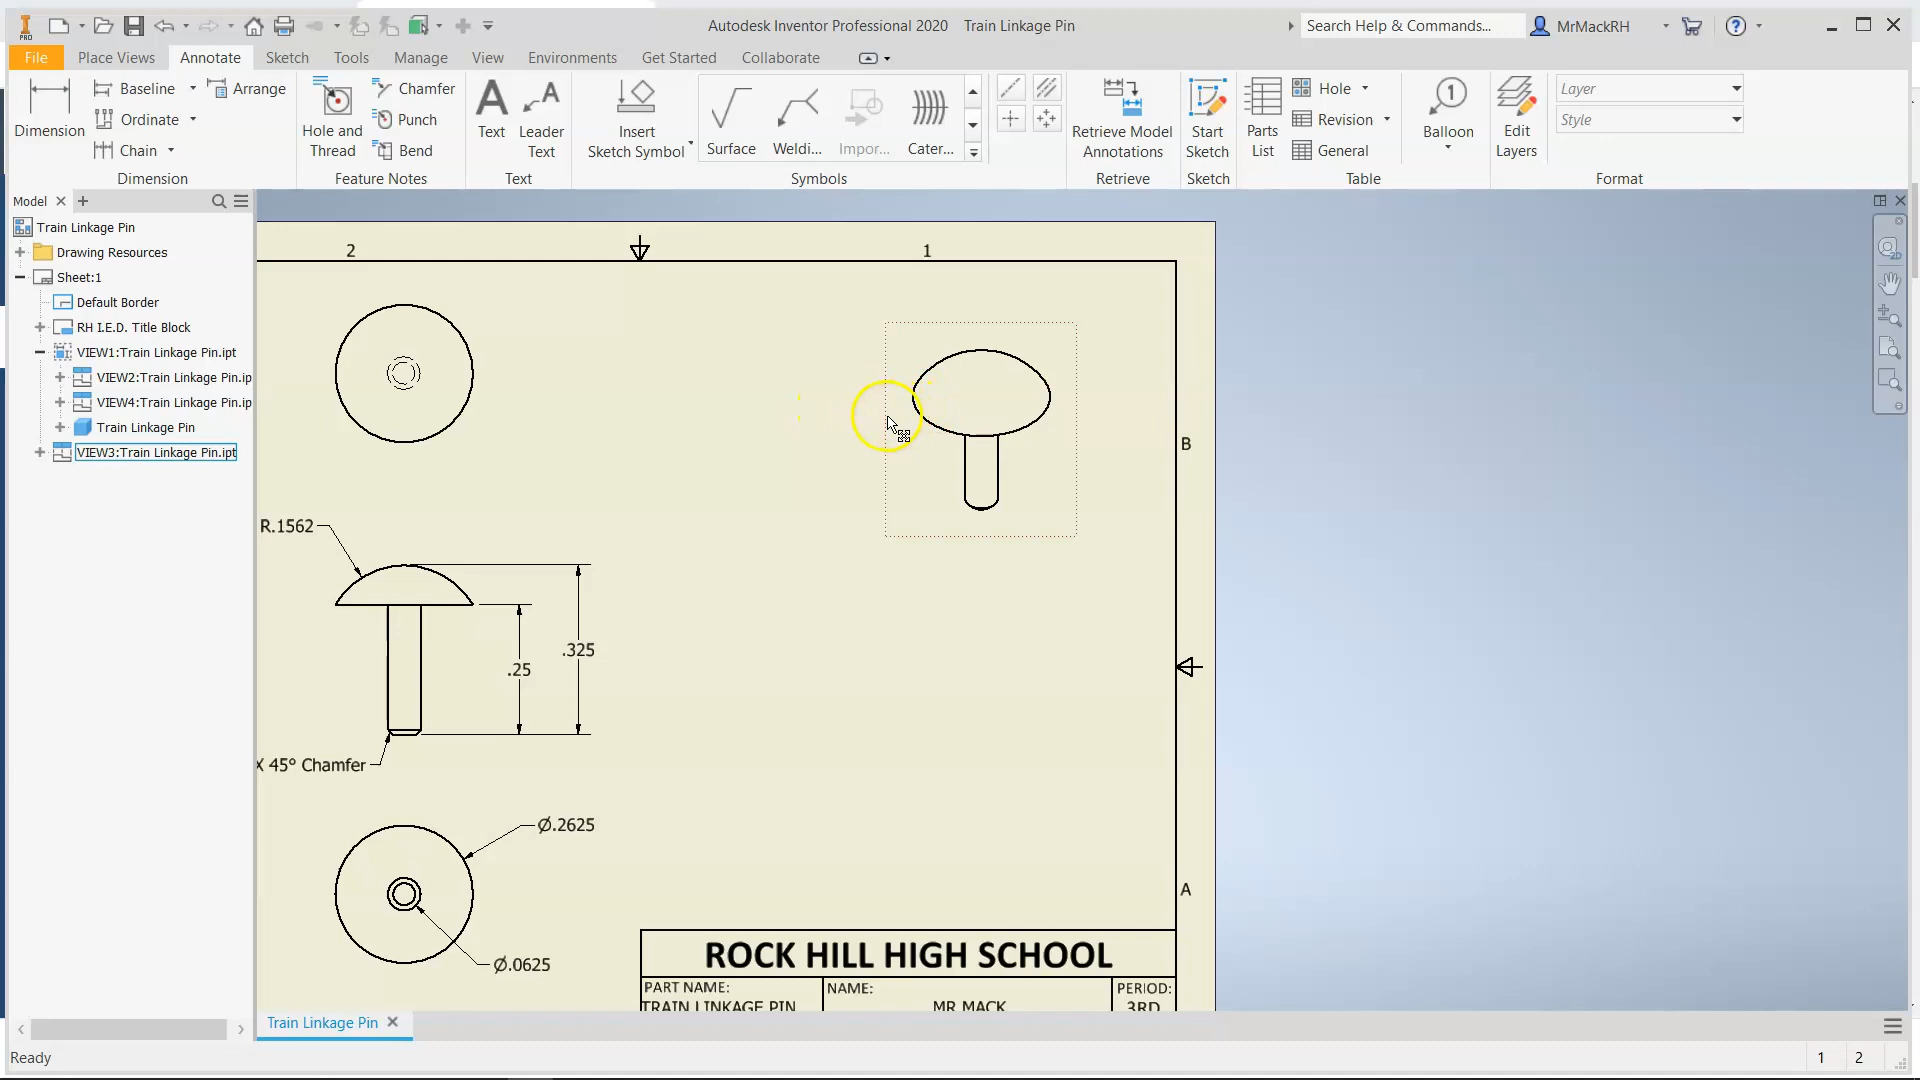 Autodesk Inventor Professional 2020 Train Linkage Pin
Search Help & Commands...
MrMackRH
PRO
File Place Views Annotate Sketch Tools Manage View Environments Get Started Collaborate
Dimension
Baseline
Ordinate
Chain
Arrange
Dimension
Hole and Thread
Chamfer
Punch
Bend
Feature Notes
Text
Leader Text
Text
Insert Sketch Symbol
Surface
Weldi...
Impor...
Cater...
Symbols
Retrieve Model Annotations
Retrieve
Start Sketch
Sketch
Parts List
Hole
Revision
General
Table
Balloon
Edit Layers
Layer
Style
Format
Model
Train Linkage Pin
Drawing Resources
Sheet:1
Default Border
RH I.E.D. Title Block
VIEW1:Train Linkage Pin.ipt
VIEW2:Train Linkage Pin.ip
VIEW4:Train Linkage Pin.ip
Train Linkage Pin
VIEW3:Train Linkage Pin.ipt
2
1
B
R.1562
.325
.25
X 45° Chamfer
Ø.2625
A
Ø.0625
ROCK HILL HIGH SCHOOL
PART NAME:
TRAIN LINKAGE PIN
NAME:
MR MACK
PERIOD:
3RD
Train Linkage Pin
Ready
1 2